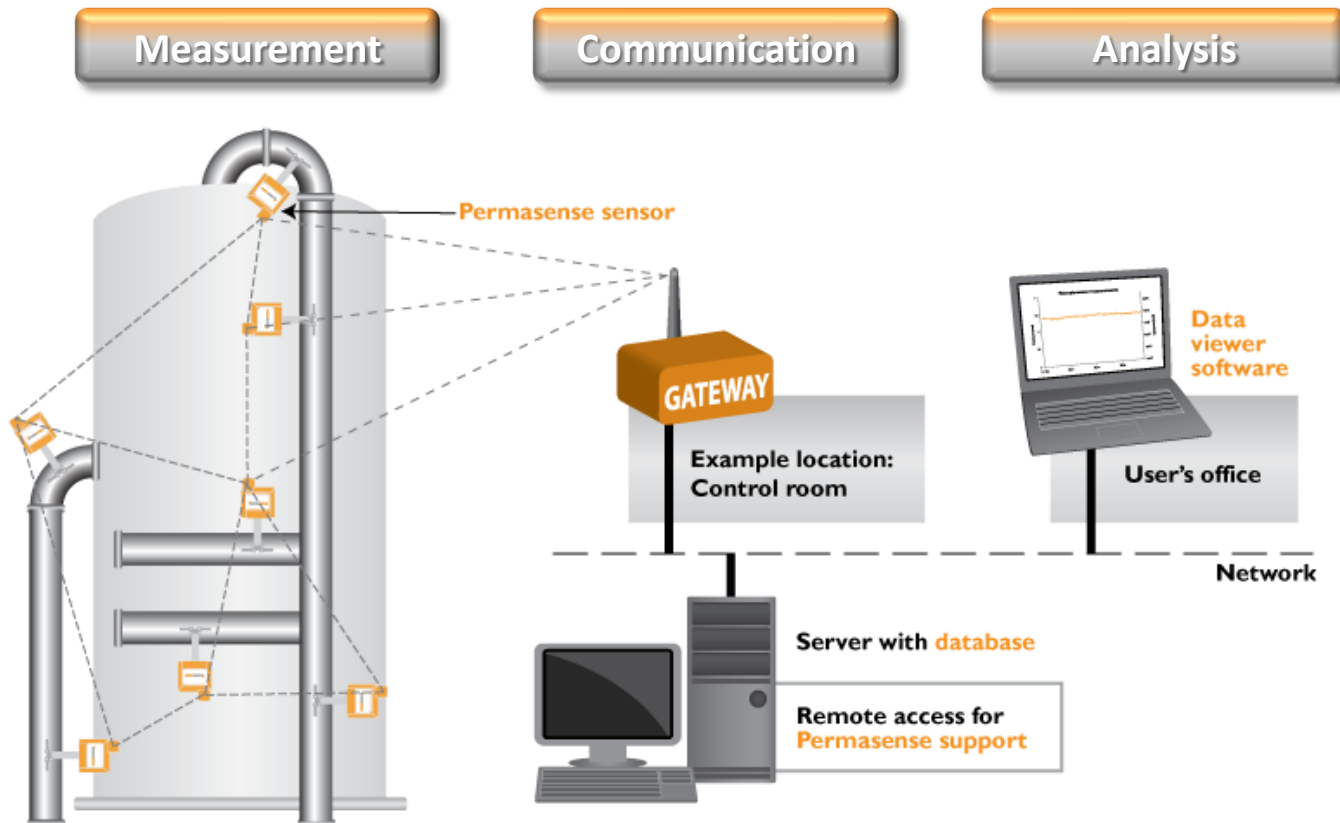 Measurement
Communication
Analysis
Permasense sensor
GATEWAY
Example location:
Control room
Data
viewer
software
User's office
Network
Server with database
Remote access for
Permasense support